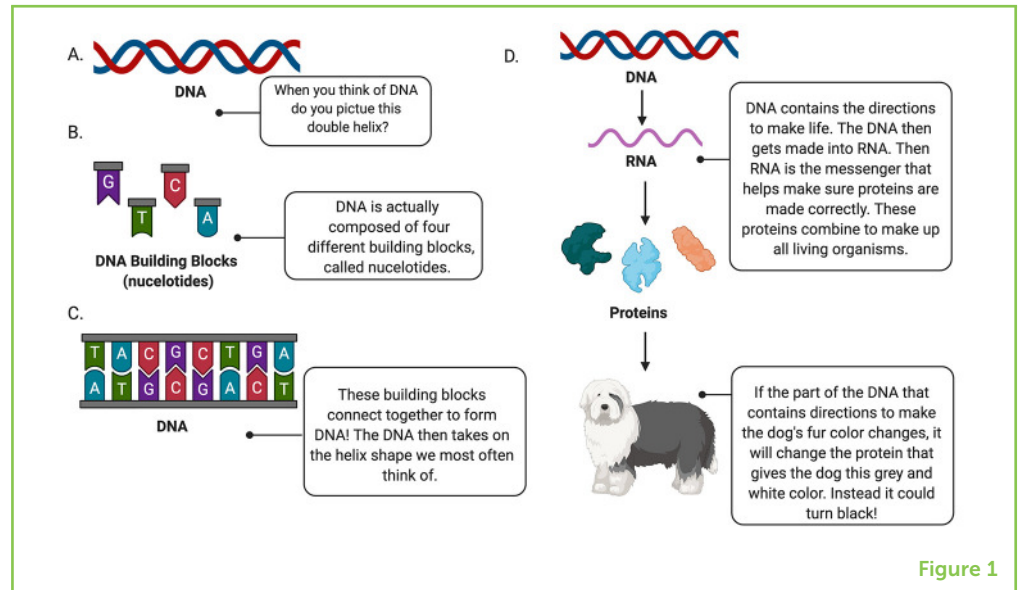 A.
DNA
When you think of DNA
do you pictue this
double helix?
B.
G
C
T
A
DNA Building Blocks
(nucelotides)
DNA is actually
composed of four
different building blocks,
called nucelotides.
C.
T A C G C T G A
A T G C G A C T
DNA
These building blocks
connect together to form
DNA! The DNA then takes on
the helix shape we most often
think of.
D.
DNA
RNA
DNA contains the directions
to make life. The DNA then
gets made into RNA. Then
RNA is the messenger that
helps make sure proteins are
made correctly. These
proteins combine to make up
all living organisms.
Proteins
If the part of the DNA that
contains directions to make
the dog's fur color changes, it
will change the protein that
gives the dog this grey and
white color. Instead it could
turn black!
Figure 1